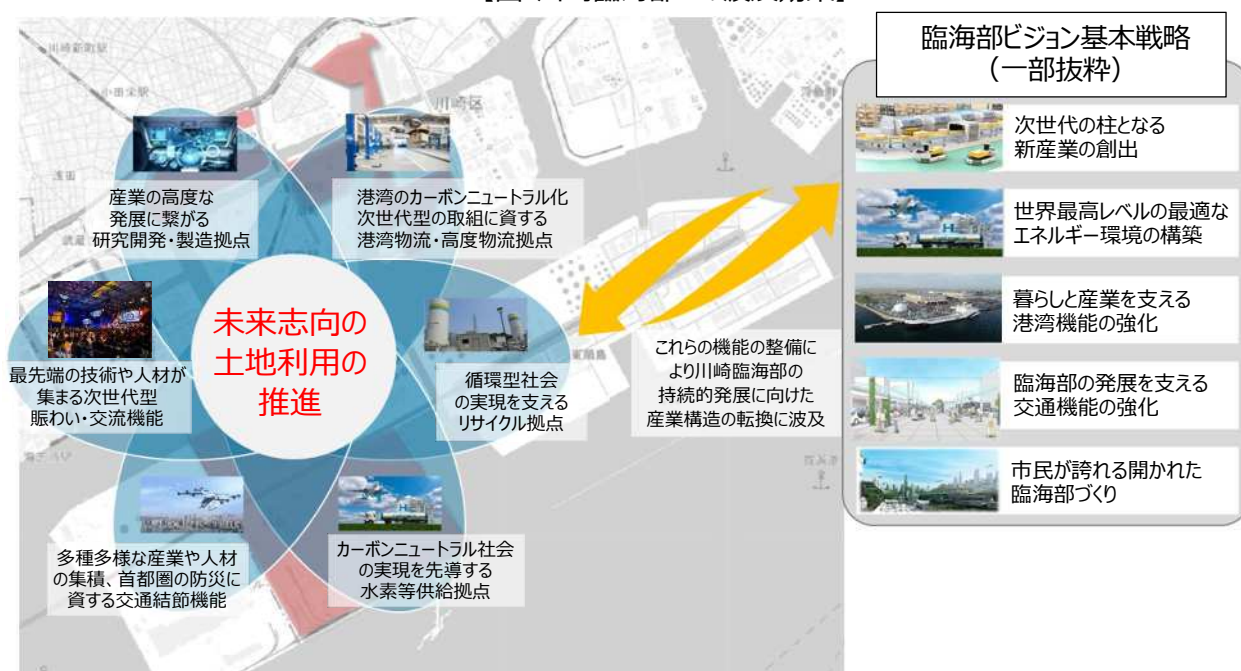 臨海部ビジョン基本戦略
（一部抜粋）
川崎新町駅
小田栄駅
川崎区
浅田
産業の高度な
発展に繋がる
研究開発・製造拠点
港湾のカーボンニュートラル化
次世代型の取組に資する
港湾物流・高度物流拠点
最先端の技術や人材が
集まる次世代型
賑わい・交流機能
未来志向の
土地利用の
推進
循環型社会
の実現を支える
リサイクル拠点
東扇島
これらの機能の整備に
より川崎臨海部の
持続的発展に向けた
産業構造の転換に波及
多種多様な産業や人材
の集積、首都圏の防災に
資する交通結節機能
カーボンニュートラル社会
の実現を先導する
水素等供給拠点
次世代の柱となる
新産業の創出
世界最高レベルの最適な
エネルギー環境の構築
暮らしと産業を支える
港湾機能の強化
臨海部の発展を支える
交通機能の強化
市民が誇れる開かれた
臨海部づくり